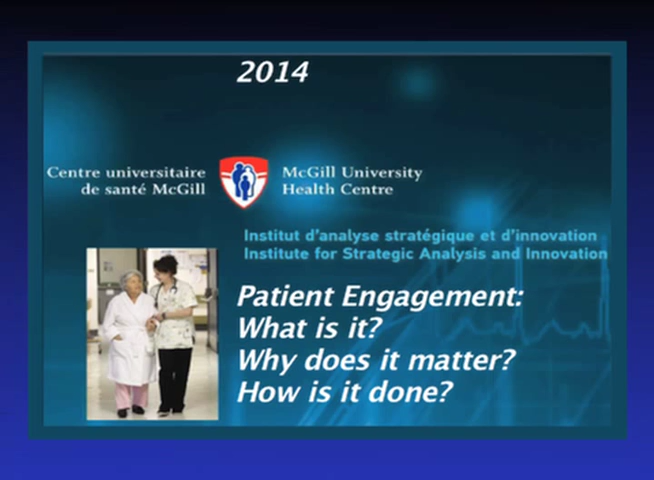 2014
Centre universitaire
de santé McGill
McGill University
Health Centre
Institut d'analyse stratégique et d'innovation
Institute for Strategic Analysis and Innovation
Patient Engagement:
What is it?
Why does it matter?
How is it done?